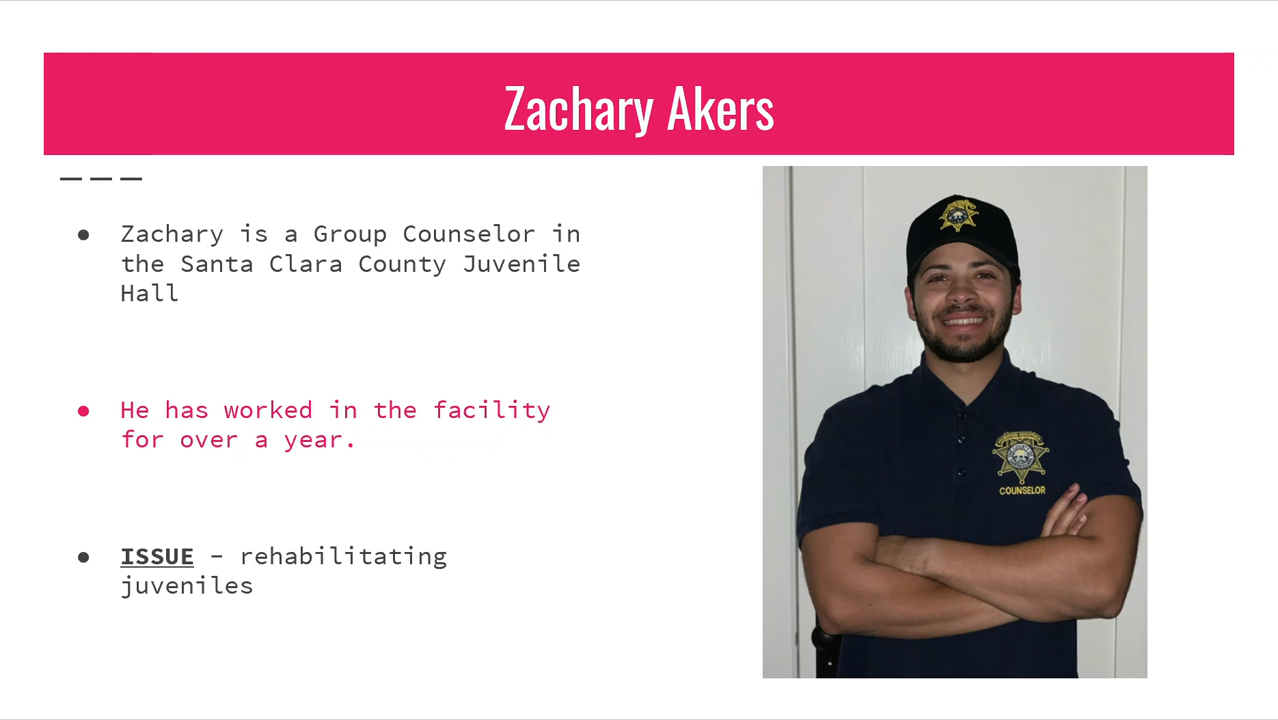 Zachary Akers
● Zachary is a Group Counselor in
the Santa Clara County Juvenile
Hall
● He has worked in the facility
for over a year.
● ISSUE – rehabilitating
juveniles
COUNSELOR